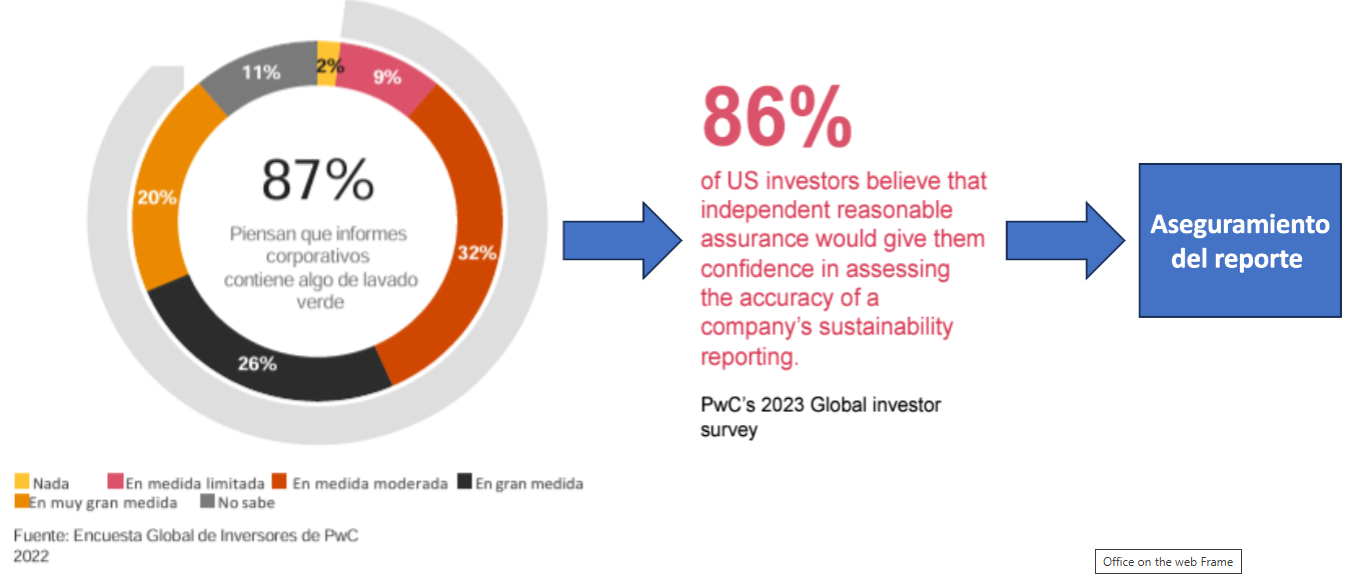 2%
9%
11%
20%
32%
26%
87%
Piensan que informes
corporativos
contiene algo de lavado
verde
Nada
En medida limitada
En medida moderada
En gran medida
En muy gran medida
No sabe
Fuente: Encuesta Global de Inversores de PwC
2022
86%
of US investors believe that
independent reasonable
assurance would give them
confidence in assessing
the accuracy of a
company’s sustainability
reporting.
PwC’s 2023 Global investor
survey
Aseguramiento
del reporte
Office on the web Frame